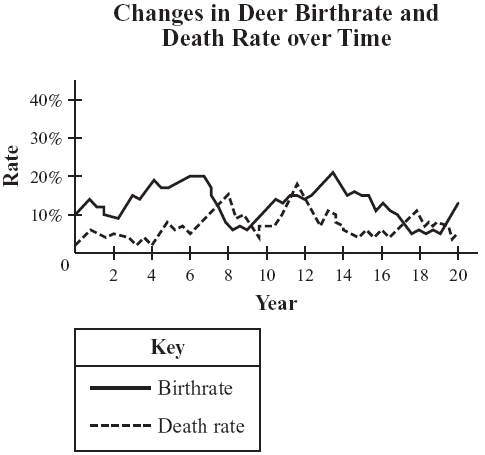 Changes in Deer Birthrate and
Death Rate over Time
Rate
40%
30%
20%
10%
0
2 4 6 8 10 12 14 16 18 20
Year
Key
Birthrate
Death rate